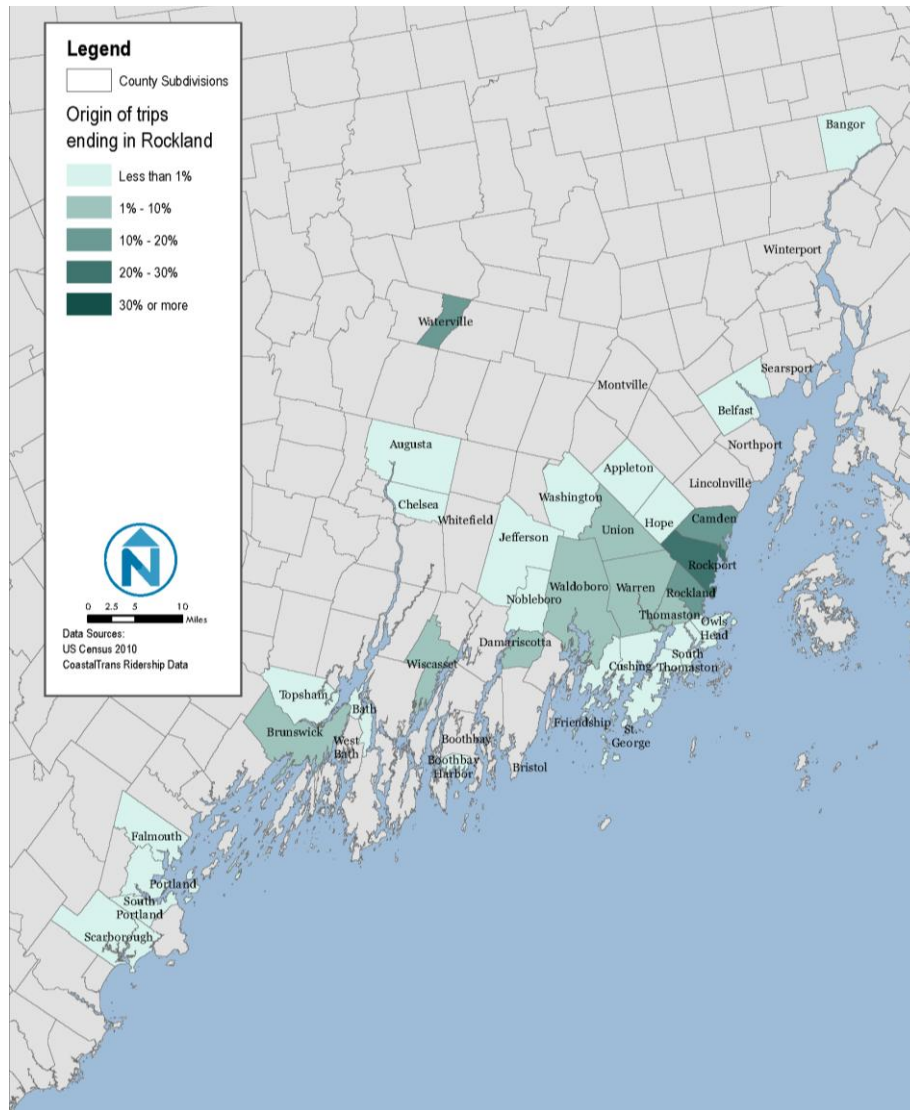 Legend
County Subdivisions
Origin of trips
ending in Rockland
Less than 1%
1% - 10%
10% - 20%
20% - 30%
30% or more
N
0 2.5 5 10
Miles
Data Sources:
US Census 2010
CoastalTrans Ridership Data
Bangor
Winterport
Waterville
Searsport
Montville
Belfast
Northport
Augusta
Appleton
Lincolnville
Washington
Chelsea
Whitefield
Hope
Camden
Union
Jefferson
Rockport
Waldoboro
Warren
Rockland
Nobleboro
Thomaston
Owls
Head
Damariscotta
South
Thomaston
Wiscasset
Cushing
Topsham
Bath
Friendship
St.
George
Brunswick
West
Bath
Boothbay
Boothbay
Harbor
Bristol
Falmouth
Portland
South
Portland
Scarborough